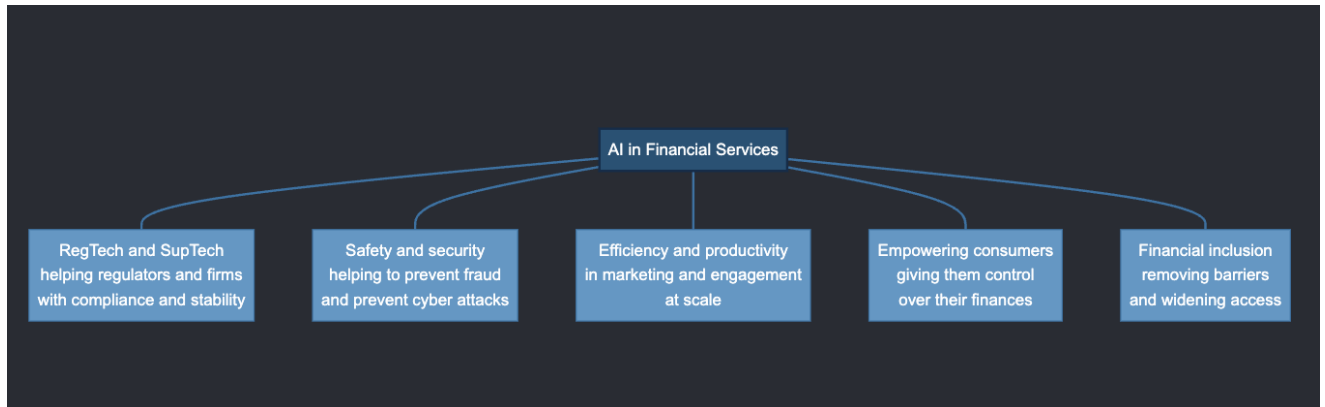 AI in Financial Services
RegTech and SupTech
helping regulators and firms
with compliance and stability
Safety and security
helping to prevent fraud
and prevent cyber attacks
Efficiency and productivity
in marketing and engagement
at scale
Empowering consumers
giving them control
over their finances
Financial inclusion
removing barriers
and widening access